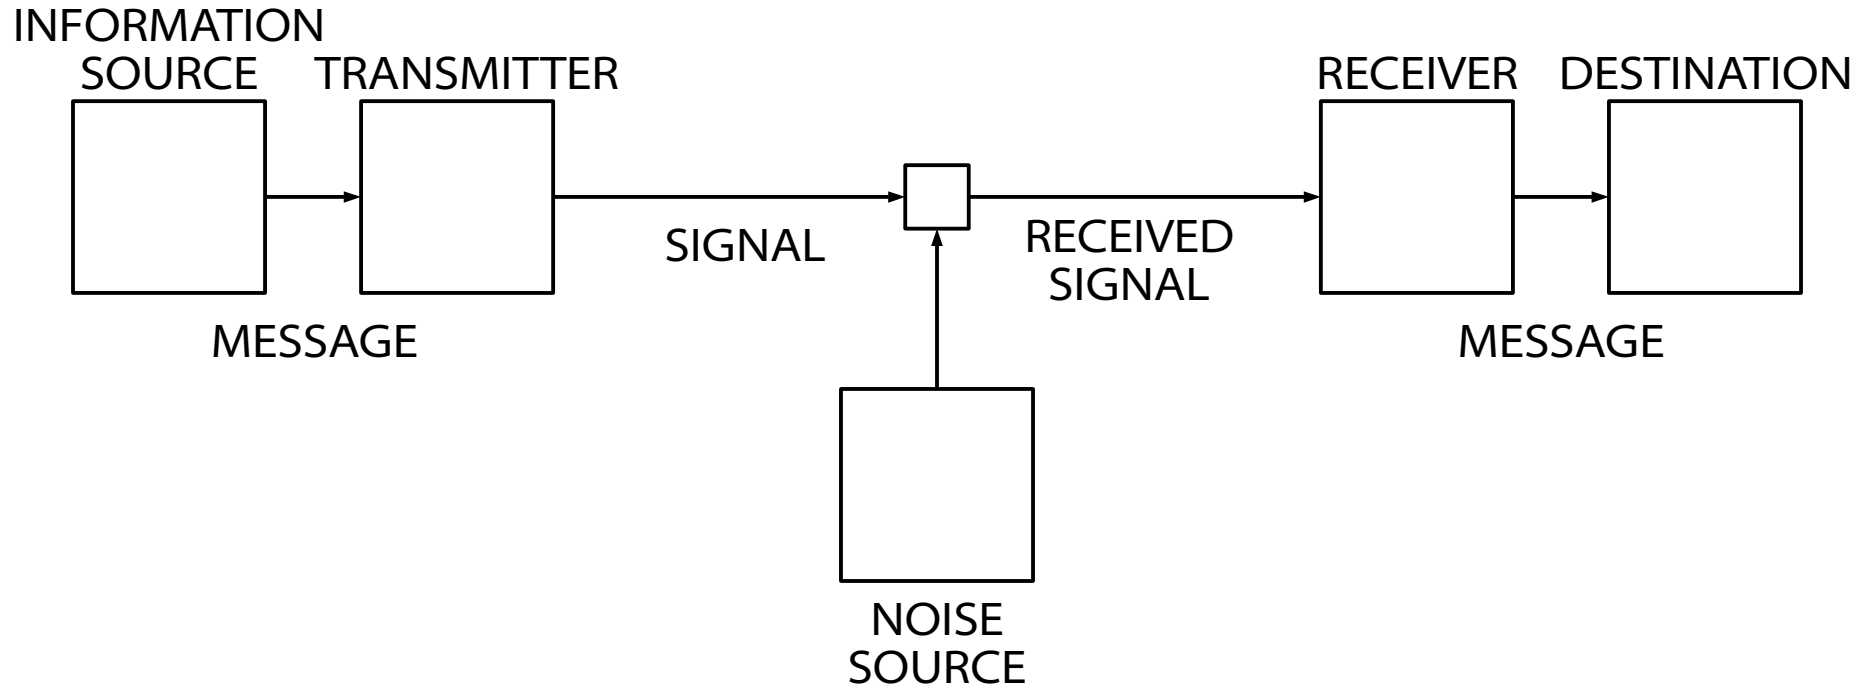 INFORMATION
SOURCE
TRANSMITTER
RECEIVER
DESTINATION
SIGNAL
RECEIVED
SIGNAL
MESSAGE
MESSAGE
NOISE
SOURCE